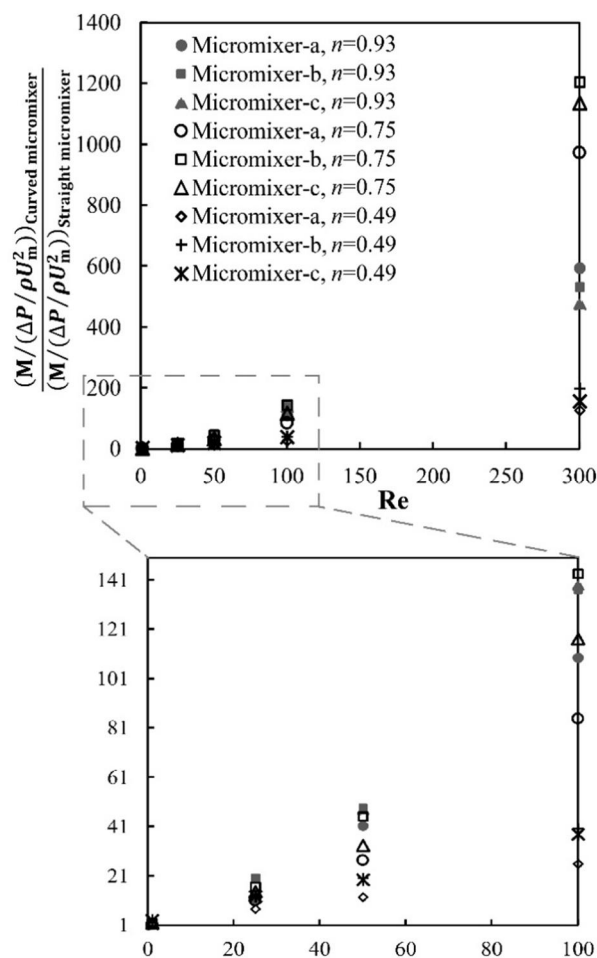 1400
1200
1000
800
600
400
200
0
(M/(ΔP/ρU²m))Curved micromixer
(M/(ΔP/ρU²m))Straight micromixer
Micromixer-a, n=0.93
Micromixer-b, n=0.93
Micromixer-c, n=0.93
Micromixer-a, n=0.75
Micromixer-b, n=0.75
Micromixer-c, n=0.75
Micromixer-a, n=0.49
Micromixer-b, n=0.49
Micromixer-c, n=0.49
0 50 100 150 200 250 300
Re
141
121
101
81
61
41
21
1
0 20 40 60 80 100